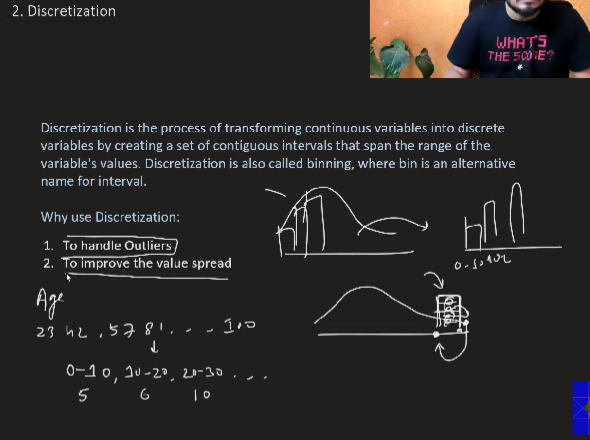 2. Discretization
WHAT'S
THE SCORE?
Discretization is the process of transforming continuous variables into discrete
variables by creating a set of contiguous intervals that span the range of the
variable's values. Discretization is also called binning, where bin is an alternative
name for interval.
Why use Discretization:
1. To handle Outliers
2. To improve the value spread
Age
23 42 . 57 81 . . - 100
0-10, 10-20, 20-30 . . .
5 6 10
0-10